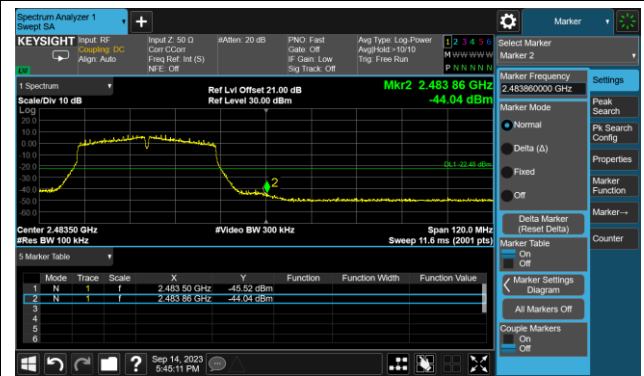 Spectrum Analyzer 1
Swept SA
Marker
KEYSIGHT Input: RF Input Z: 50 Ω #Atten: 20 dB PNO: Fast Avg Type: Log-Power 1 2 3 4 5 6
Coupling: DC Corr CCorr Gate: Off Avg|Hold:>10/10 M W W W W W
Align: Auto Freq Ref: Int (S) IF Gain: Low Trig: Free Run
NFE: Off Sig Track: Off P N N N N N
Select Marker
Marker 2
1 Spectrum
Ref Lvl Offset 21.00 dB
Mkr2 2.483 86 GHz
Scale/Div 10 dB
Ref Level 30.00 dBm
-44.04 dBm
Log
20.0
10.0
0.00
-10.0
-20.0
-30.0
-40.0
-50.0
-60.0
DL1 -22.48 dBm
2
Center 2.48350 GHz #Video BW 300 kHz Span 120.0 MHz
#Res BW 100 kHz Sweep 11.6 ms (2001 pts)
5 Marker Table
Mode Trace Scale X Y Function Function Width Function Value
1 N 1 f 2.483 50 GHz -45.52 dBm
2 N 1 f 2.483 86 GHz -44.04 dBm
3
4
5
6
Marker Frequency
2.483860000 GHz
Marker Mode
Normal
Delta (Δ)
Fixed
Off
Delta Marker
(Reset Delta)
Marker Table
On
Off
Marker Settings
Diagram
All Markers Off
Couple Markers
On
Off
Settings
Peak
Search
Pk Search
Config
Properties
Marker
Function
Marker→
Counter
Sep 14, 2023
5:45:11 PM